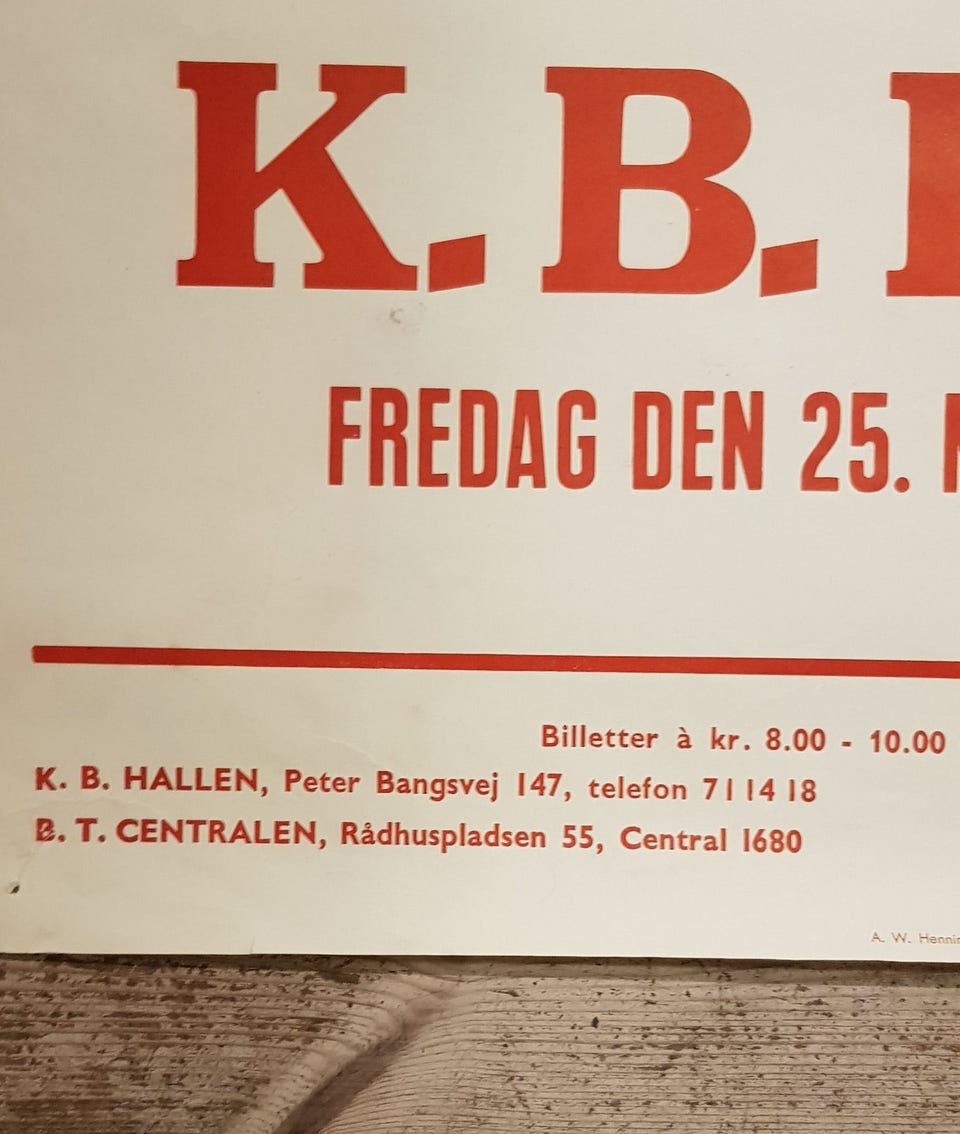 K. B.
FREDAG DEN 25.
Billetter à kr. 8.00 - 10.00
K. B. HALLEN, Peter Bangsvej 147, telefon 71 14 18
B. T. CENTRALEN, Rådhuspladsen 55, Central 1680
A. W.